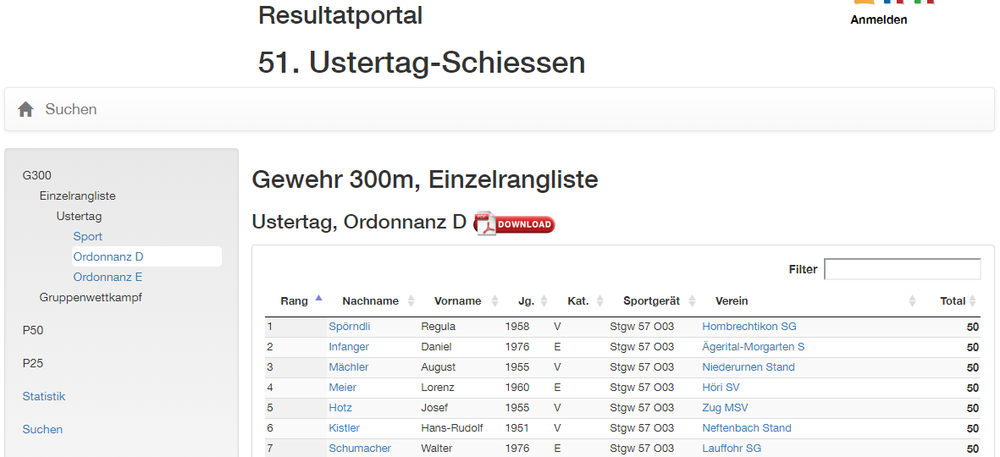 Resultatportal
Anmelden
51. Ustertag-Schiessen
Suchen
G300
Einzelrangliste
Ustertag
Sport
Ordonnanz D
Ordonnanz E
Gruppenwettkampf
P50
P25
Statistik
Suchen
Gewehr 300m, Einzelrangliste
Ustertag, Ordonnanz D PDF DOWNLOAD
Filter
Rang Nachname Vorname Jg. Kat. Sportgerät Verein Total
1 Spörndli Regula 1958 V Stgw 57 O03 Hombrechtikon SG 50
2 Infanger Daniel 1976 E Stgw 57 O03 Ägerital-Morgarten S 50
3 Mächler August 1955 V Stgw 57 O03 Niederurnen Stand 50
4 Meier Lorenz 1960 E Stgw 57 O03 Höri SV 50
5 Hotz Josef 1955 V Stgw 57 O03 Zug MSV 50
6 Kistler Hans-Rudolf 1951 V Stgw 57 O03 Neftenbach Stand 50
7 Schumacher Walter 1976 E Stgw 57 O03 Lauffohr SG 50